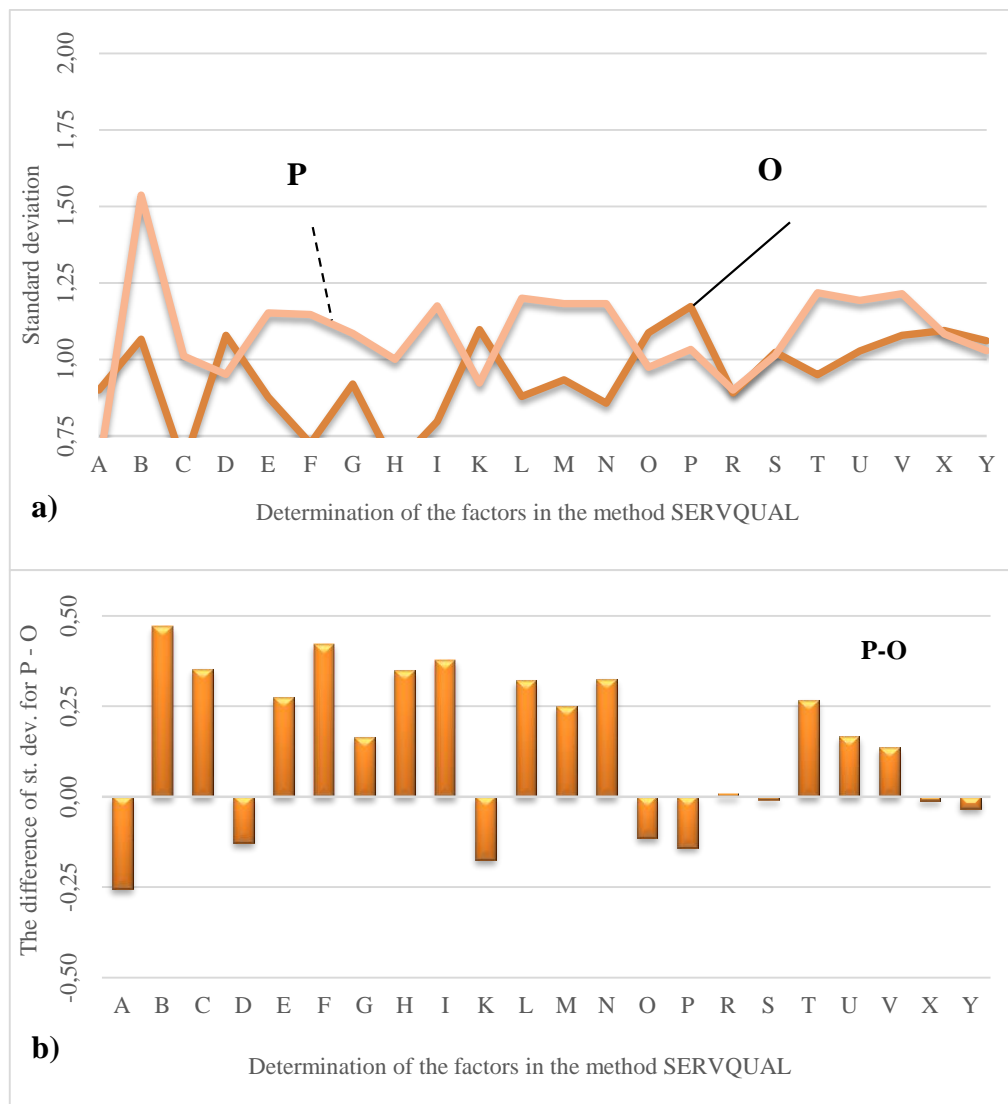 2,00
1,75
1,50
1,25
1,00
0,75
Standard deviation
P
O
A B C D E F G H I K L M N O P R S T U V X Y
a)
Determination of the factors in the method SERVQUAL
0,50
0,25
0,00
-0,25
-0,50
The difference of st. dev. for P - O
P-O
A B C D E F G H I K L M N O P R S T U V X Y
b)
Determination of the factors in the method SERVQUAL